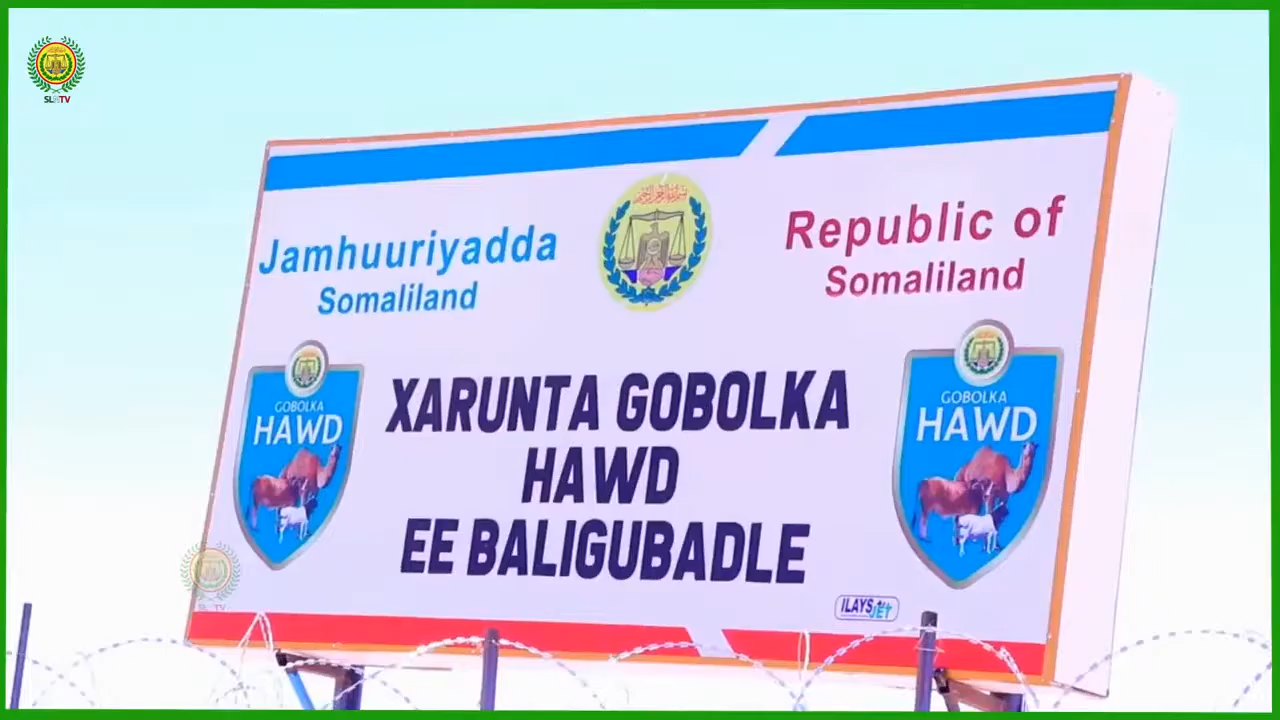 SLNTV
Jamhuuriyadda
Somaliland
Republic of
Somaliland
GOBOLKA
HAWD
XARUNTA GOBOLKA
HAWD
EE BALIGUBADLE
GOBOLKA
HAWD
ILAYS JET